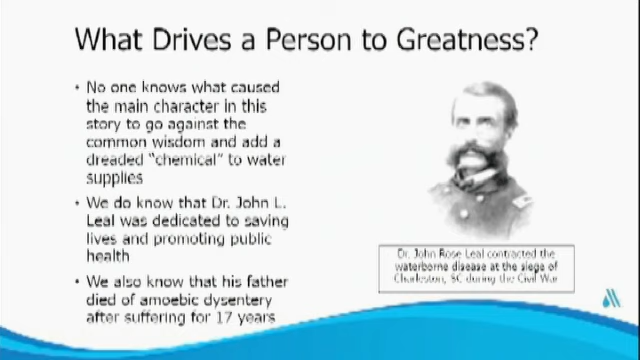 What Drives a Person to Greatness?
• No one knows what caused
the main character in this
story to go against the
common wisdom and add a
dreaded "chemical" to water
supplies
• We do know that Dr. John L.
Leal was dedicated to saving
lives and promoting public
health
• We also know that his father
died of amoebic dysentery
after suffering for 17 years
Dr. John Rose Leal contracted the
waterborne disease at the siege of
Charleston, SC during the Civil War